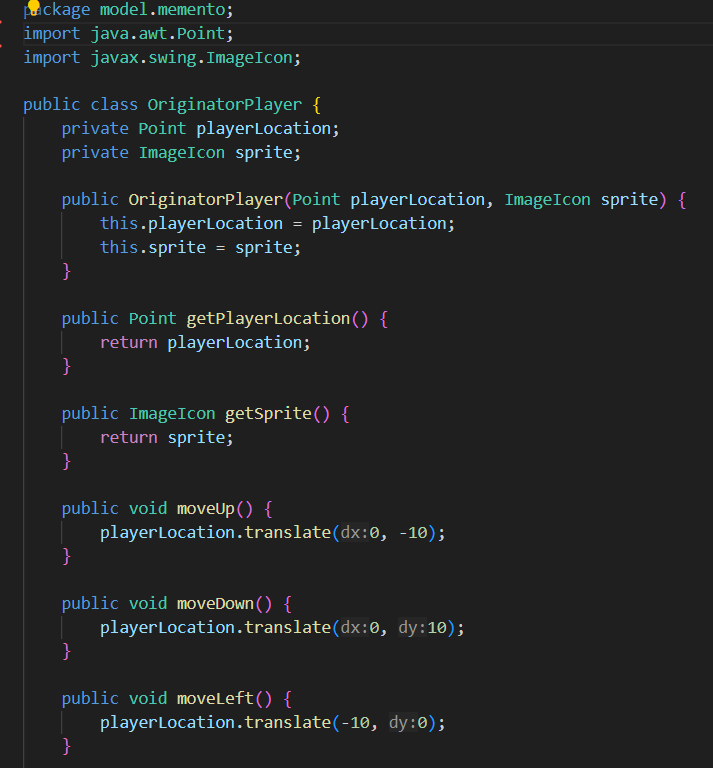 package model.memento;
import java.awt.Point;
import javax.swing.ImageIcon;
public class OriginatorPlayer {
private Point playerLocation;
private ImageIcon sprite;
public OriginatorPlayer(Point playerLocation, ImageIcon sprite) {
this.playerLocation = playerLocation;
this.sprite = sprite;
}
public Point getPlayerLocation() {
return playerLocation;
}
public ImageIcon getSprite() {
return sprite;
}
public void moveUp() {
playerLocation.translate(dx:0, -10);
}
public void moveDown() {
playerLocation.translate(dx:0, dy:10);
}
public void moveLeft() {
playerLocation.translate(-10, dy:0);
}